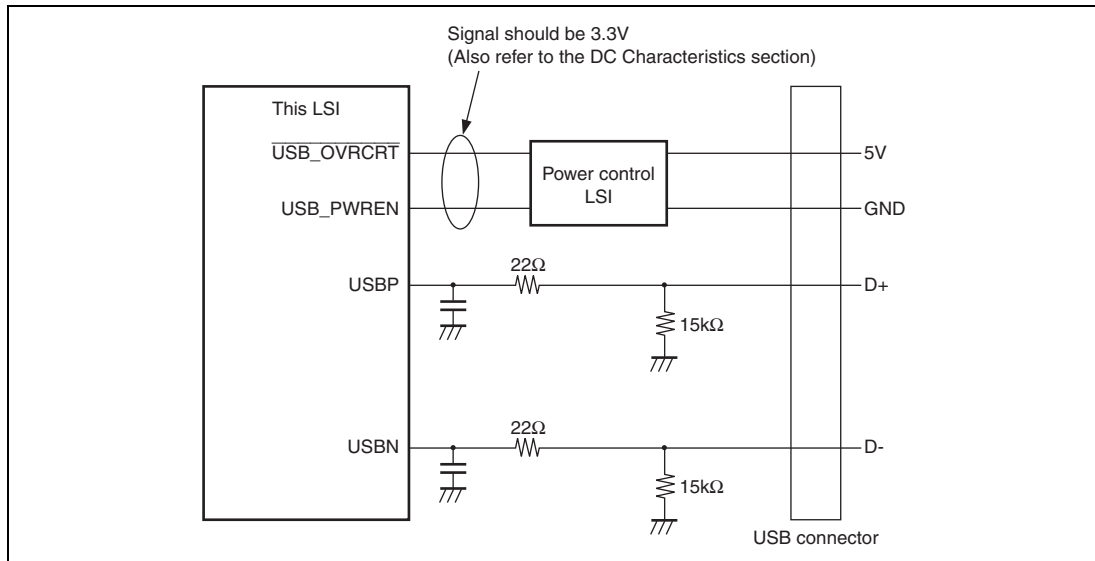 Signal should be 3.3V
(Also refer to the DC Characteristics section)
This LSI
USB_OVRCRT
5V
Power control
LSI
USB_PWREN
GND
22Ω
USBP
D+
15kΩ
22Ω
USBN
D-
15kΩ
USB connector